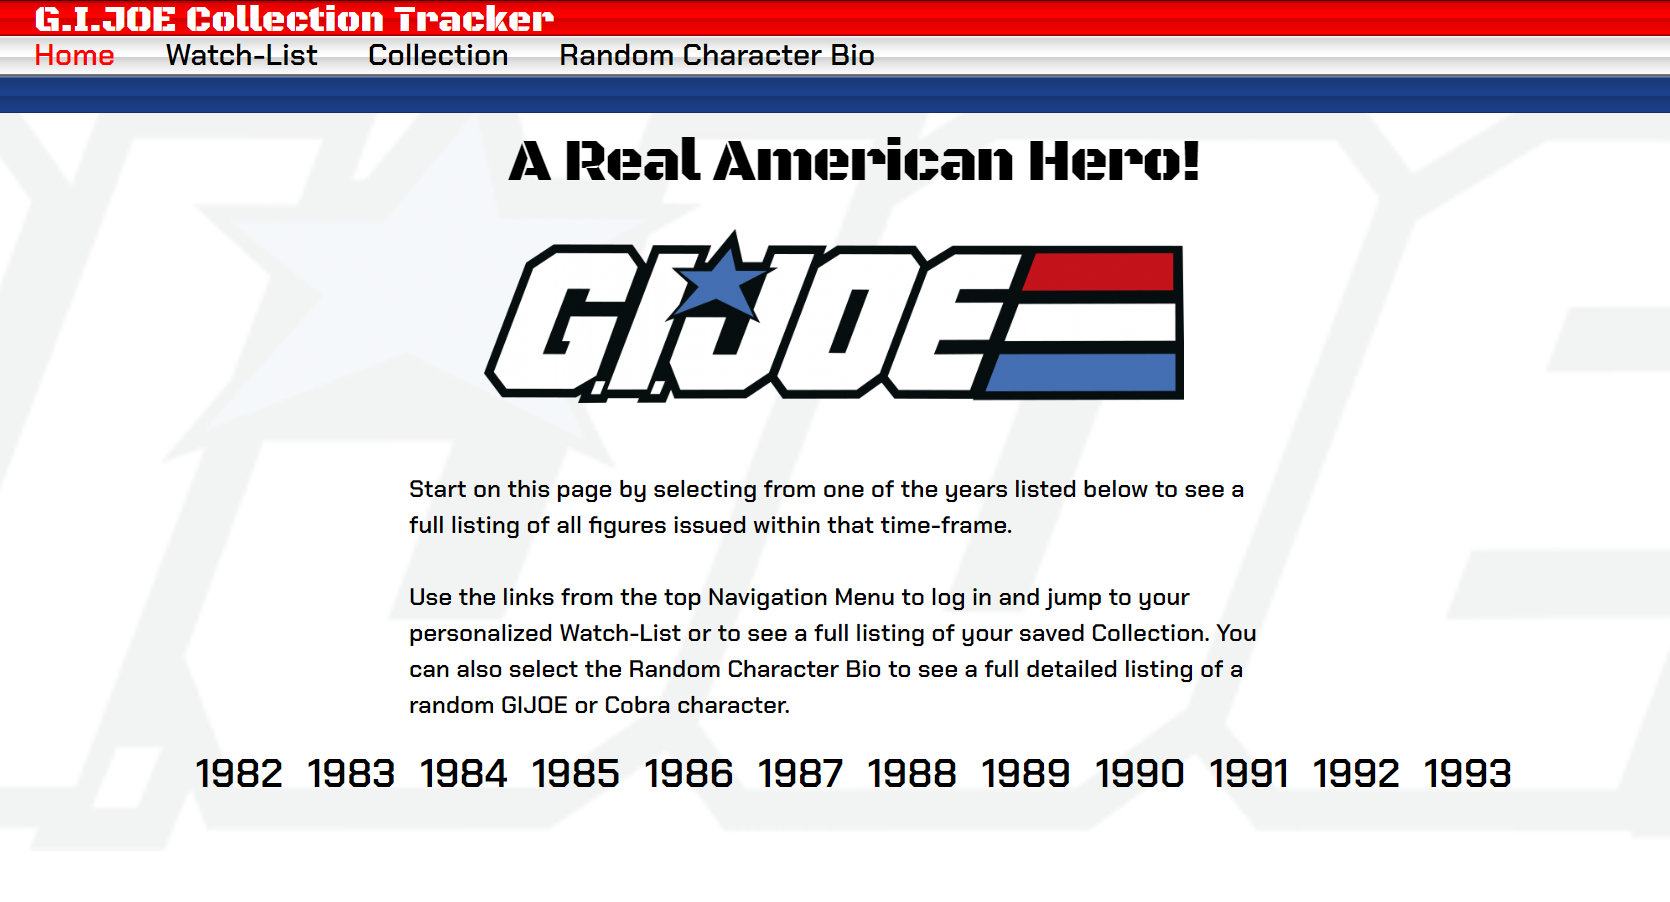 G.I.JOE Collection Tracker
Home Watch-List Collection Random Character Bio
A Real American Hero!
G.I.JOE
Start on this page by selecting from one of the years listed below to see a
full listing of all figures issued within that time-frame.
Use the links from the top Navigation Menu to log in and jump to your
personalized Watch-List or to see a full listing of your saved Collection. You
can also select the Random Character Bio to see a full detailed listing of a
random GIJOE or Cobra character.
1982 1983 1984 1985 1986 1987 1988 1989 1990 1991 1992 1993